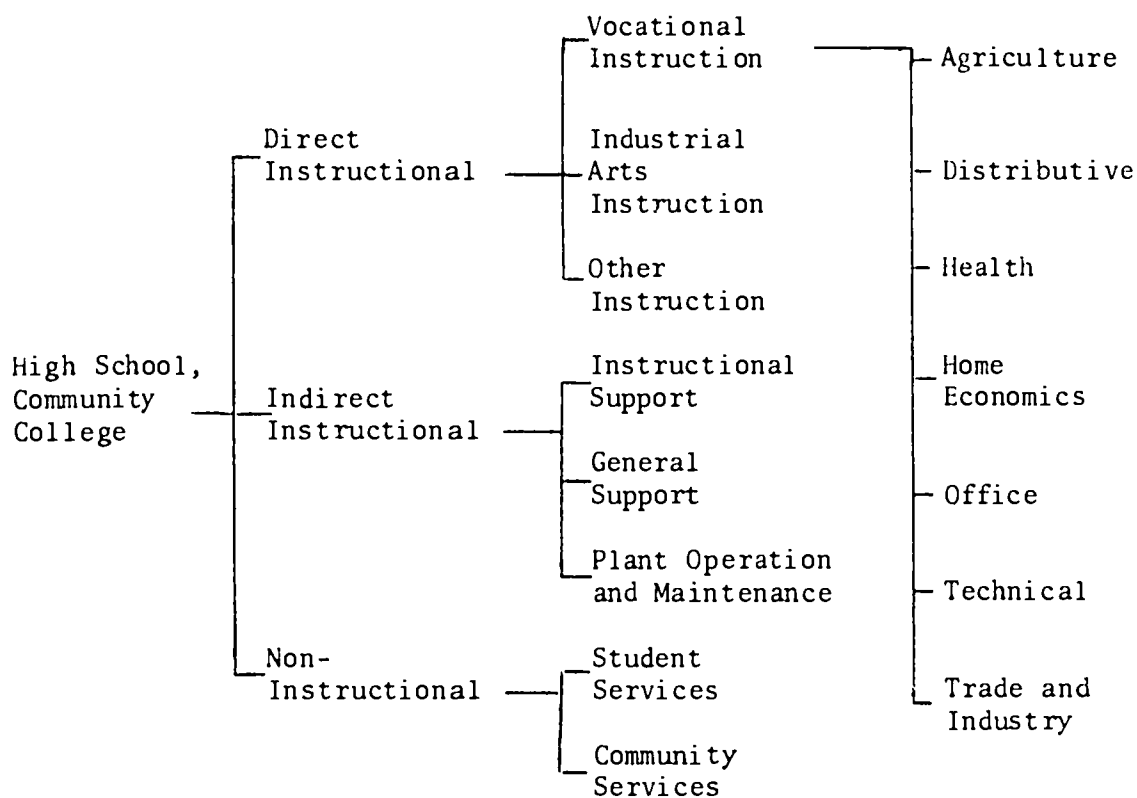 High School,
Community
College
Direct
Instructional
Vocational
Instruction
Agriculture
Distributive
Health
Home
Economics
Office
Technical
Trade and
Industry
Industrial
Arts
Instruction
Other
Instruction
Indirect
Instructional
Instructional
Support
General
Support
Plant Operation
and Maintenance
Non-
Instructional
Student
Services
Community
Services